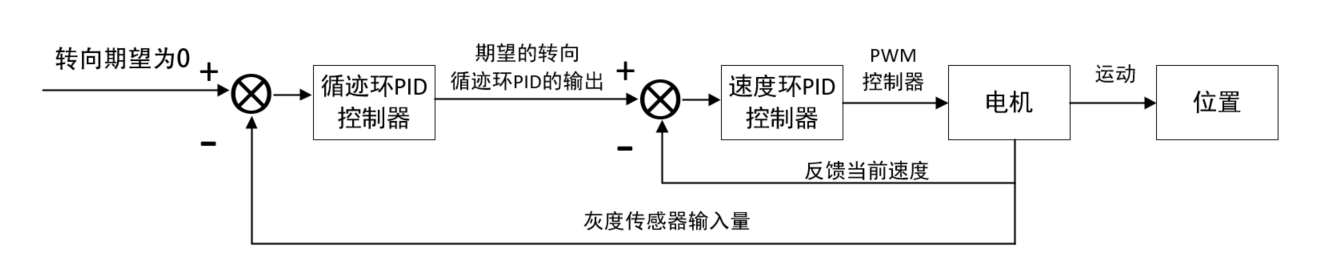 转向期望为0
+
-
循迹环PID
控制器
期望的转向
循迹环PID的输出
+
-
速度环PID
控制器
PWM
控制器
电机
运动
位置
反馈当前速度
灰度传感器输入量